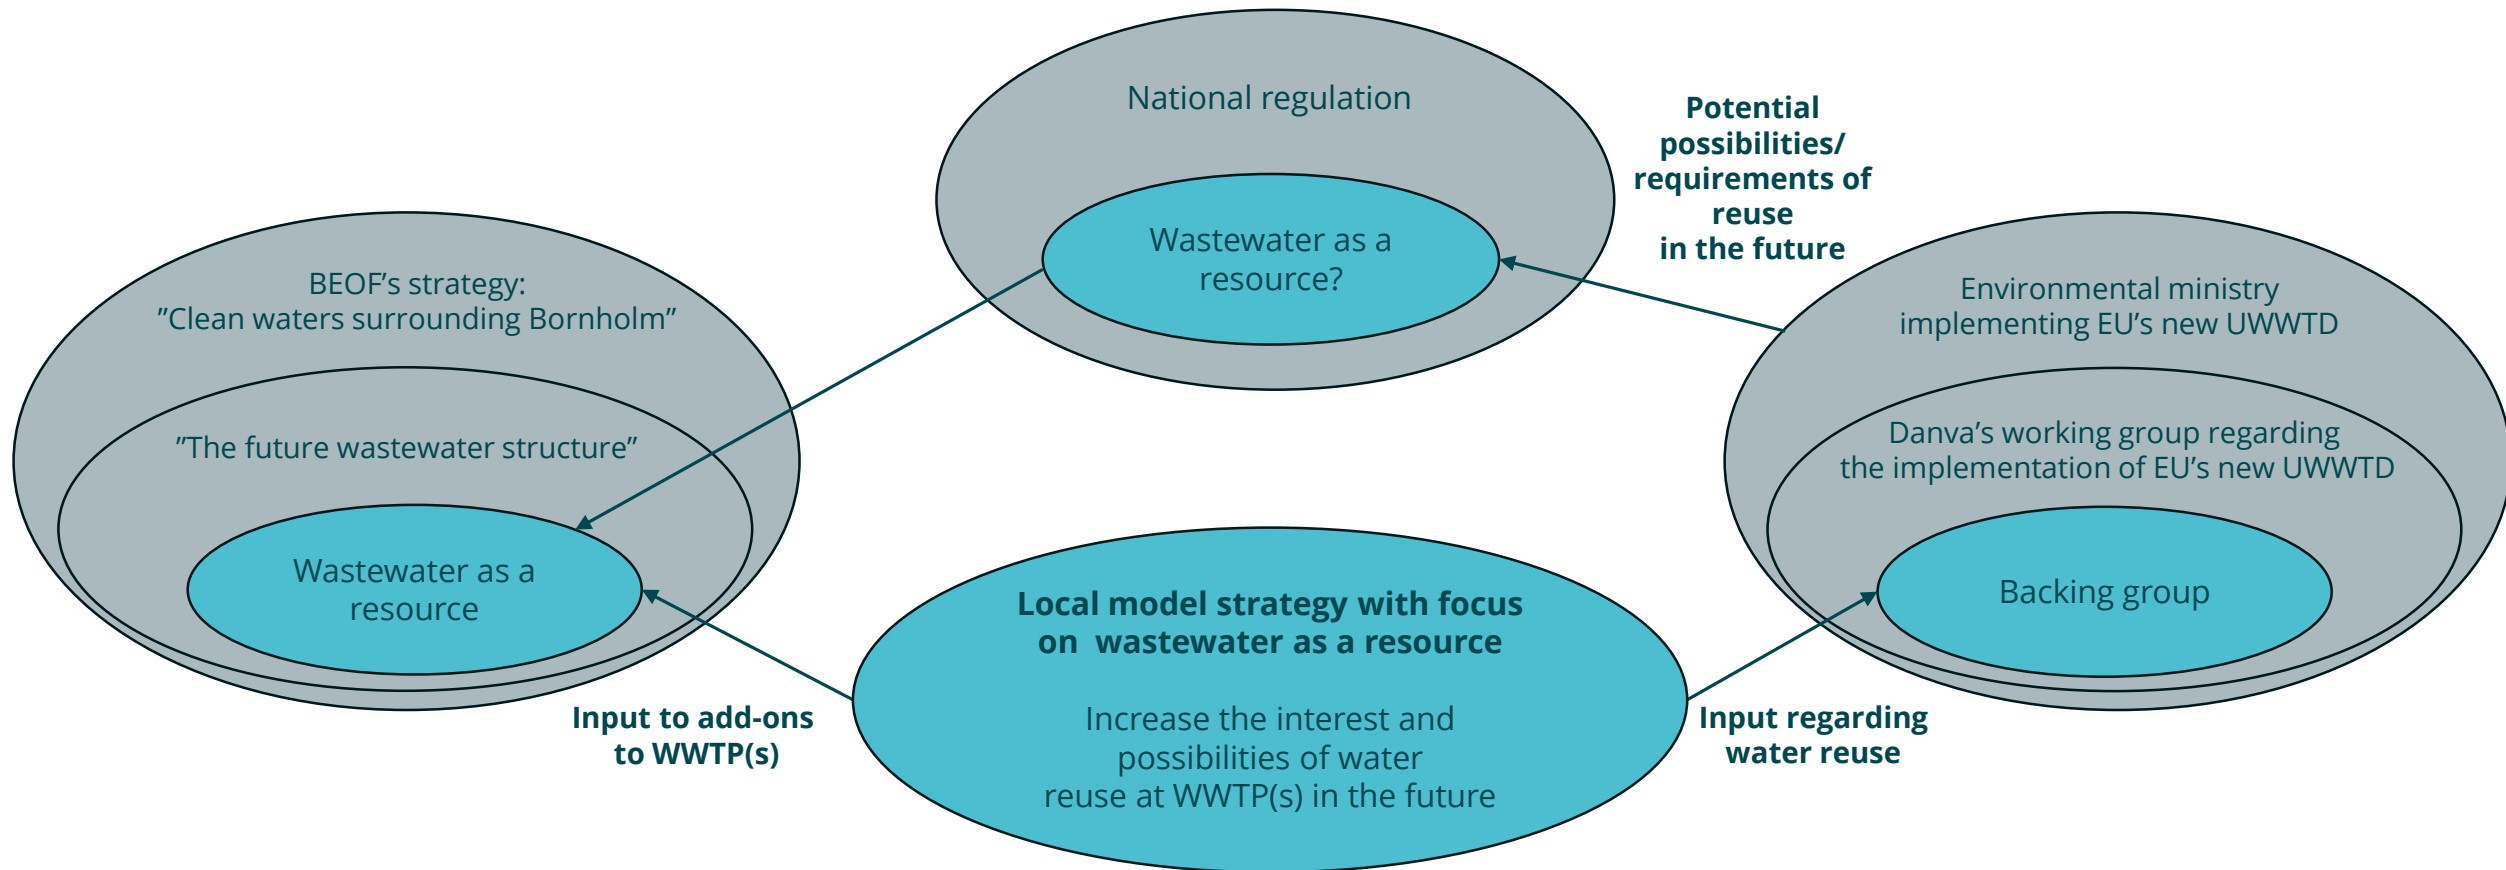 National regulation
Wastewater as a
resource?
Potential
possibilities/
requirements of
reuse
in the future
BEOF’s strategy:
”Clean waters surrounding Bornholm”
”The future wastewater structure”
Wastewater as a
resource
Environmental ministry
implementing EU’s new UWWTD
Danva’s working group regarding
the implementation of EU’s new UWWTD
Backing group
Local model strategy with focus
on  wastewater as a resource
Increase the interest and
possibilities of water
reuse at WWTP(s) in the future
Input to add-ons
to WWTP(s)
Input regarding
water reuse